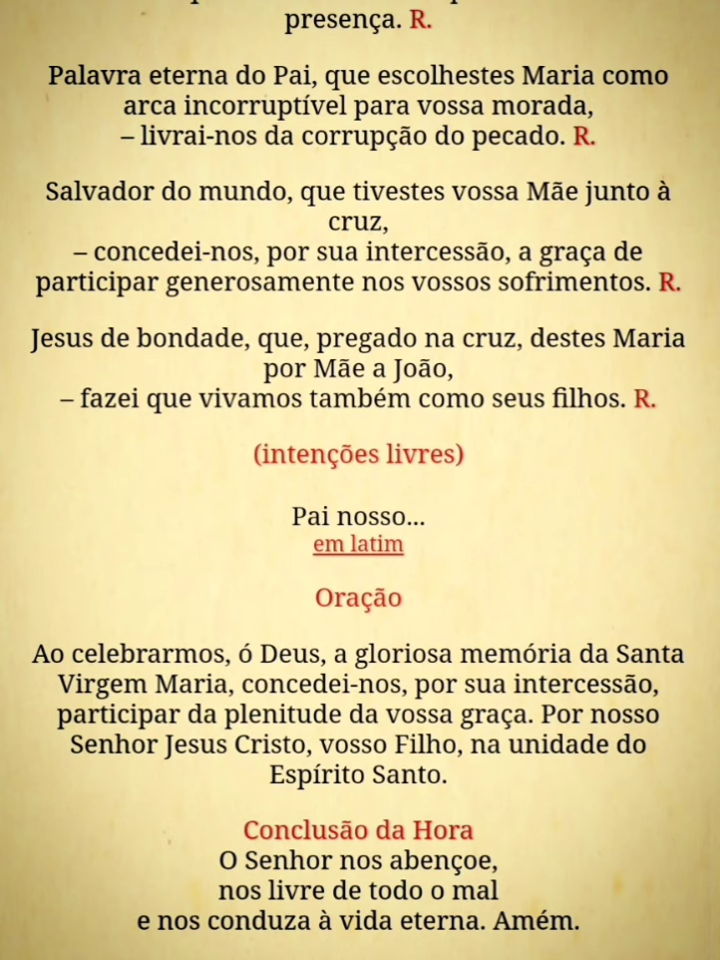 presença. R.
Palavra eterna do Pai, que escolhestes Maria como
arca incorruptível para vossa morada,
– livrai-nos da corrupção do pecado. R.
Salvador do mundo, que tivestes vossa Mãe junto à
cruz,
– concedei-nos, por sua intercessão, a graça de
participar generosamente nos vossos sofrimentos. R.
Jesus de bondade, que, pregado na cruz, destes Maria
por Mãe a João,
– fazei que vivamos também como seus filhos. R.
(intenções livres)
Pai nosso...
em latim
Oração
Ao celebrarmos, ó Deus, a gloriosa memória da Santa
Virgem Maria, concedei-nos, por sua intercessão,
participar da plenitude da vossa graça. Por nosso
Senhor Jesus Cristo, vosso Filho, na unidade do
Espírito Santo.
Conclusão da Hora
O Senhor nos abençoe,
nos livre de todo o mal
e nos conduza à vida eterna. Amém.